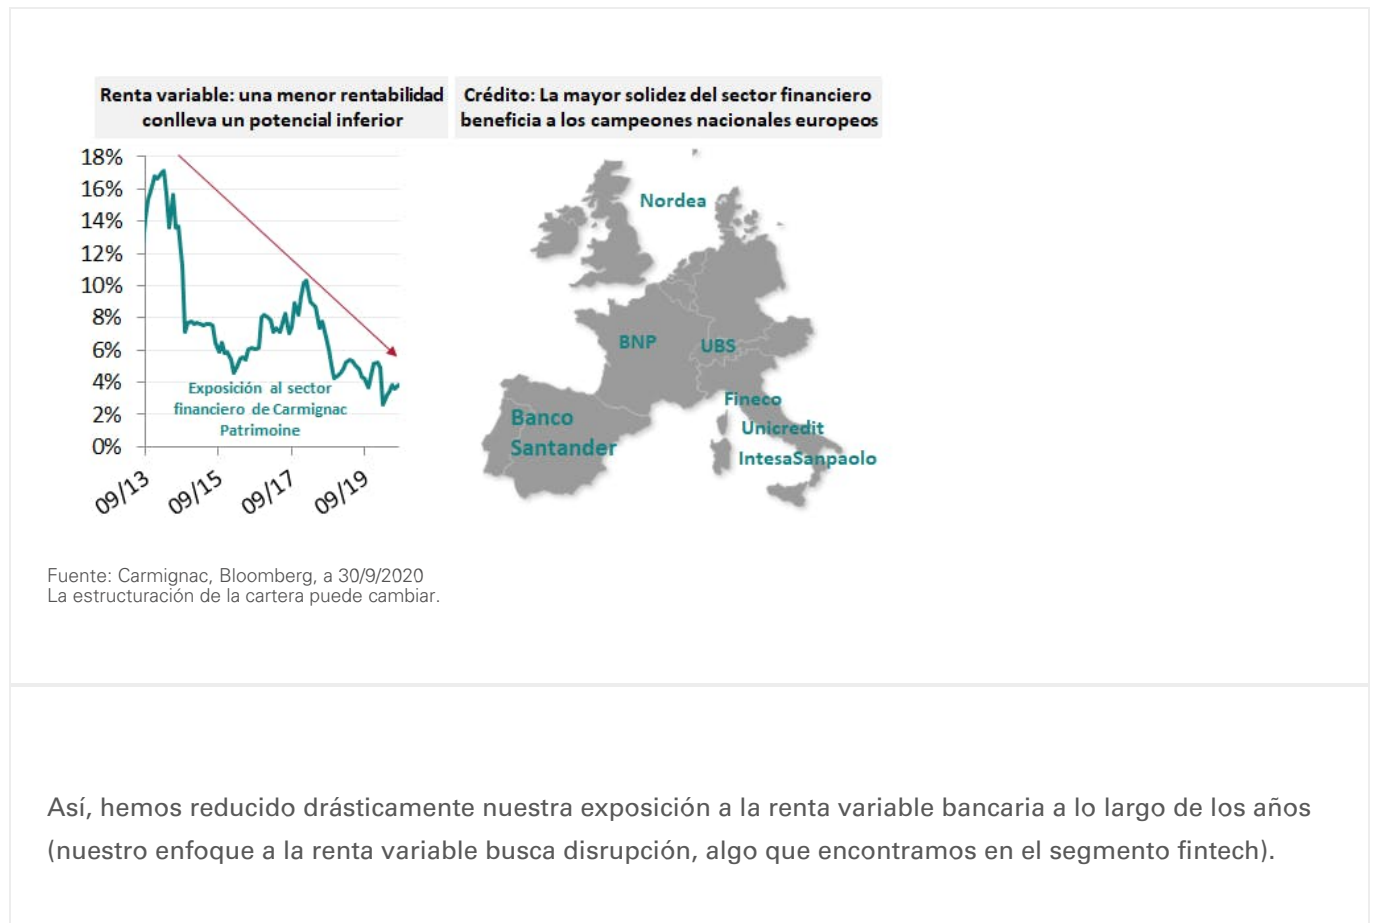 Renta variable: una menor rentabilidad
conlleva un potencial inferior
Crédito: La mayor solidez del sector financiero
beneficia a los campeones nacionales europeos
18%
16%
14%
12%
10%
8%
6%
4%
2%
0%
Exposición al sector
financiero de Carmignac
Patrimoine
09/13
09/15
09/17
09/19
Nordea
BNP
UBS
Fineco
Banco
Santander
Unicredit
IntesaSanpaolo
Fuente: Carmignac, Bloomberg, a 30/9/2020
La estructuración de la cartera puede cambiar.
Así, hemos reducido drásticamente nuestra exposición a la renta variable bancaria a lo largo de los años
(nuestro enfoque a la renta variable busca disrupción, algo que encontramos en el segmento fintech).